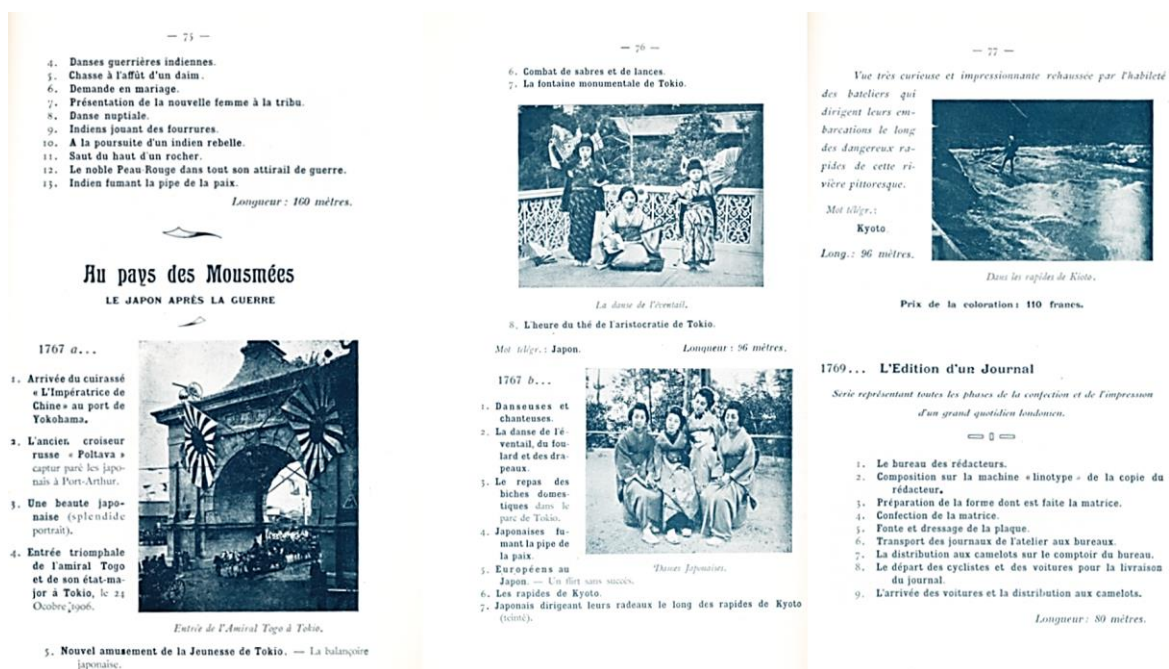 — 75 —
4. Danses guerrières indiennes.
5. Chasse à l'affût d'un daim.
6. Demande en mariage.
7. Présentation de la nouvelle femme à la tribu.
8. Danse nuptiale.
9. Indiens jouant des fourrures.
10. A la poursuite d'un indien rebelle.
11. Saut du haut d'un rocher.
12. Le noble Peau-Rouge dans tout son attirail de guerre.
13. Indien fumant la pipe de la paix.
Longueur : 160 mètres.
Au pays des Mousmées
LE JAPON APRÈS LA GUERRE
1767 a...
1. Arrivée du cuirassé
« L'Impératrice de
Chine » au port de
Yokohama.
2. L'ancien croiseur
russe « Poltava »
captur paré les japo-
nais à Port-Arthur.
3. Une beaute japo-
naise (splendide
portrait).
4. Entrée triomphale
de l'amiral Togo
et de son état-ma-
jor à Tokio, le 24
Ocobre 1906.
Entrée de l'Amiral Togo à Tokio.
5. Nouvel amusement de la Jeunesse de Tokio. — La balançoire
japonaise.
— 76 —
6. Combat de sabres et de lances.
7. La fontaine monumentale de Tokio.
La danse de l'éventail.
8. L'heure du thé de l'aristocratie de Tokio.
Mot télégr. : Japon. Longueur : 96 mètres.
1767 b...
1. Danseuses et
chanteuses.
2. La danse de l'é-
ventail, du fou-
lard et des dra-
peaux.
3. Le repas des
biches domes-
tiques dans le
parc de Tokio.
4. Japonaises fu-
mant la pipe de
la paix.
5. Européens au
Japon. — Un flirt sans succès.
Danses Japonaises.
6. Les rapides de Kyoto.
7. Japonais dirigeant leurs radeaux le long des rapides de Kyoto
(teinté).
— 77 —
Vue très curieuse et impressionnante rehaussée par l'habileté
des bateliers qui
dirigent leurs em-
barcations le long
des dangereux ra-
pides de cette ri-
vière pittoresque.
Mot télégr. :
Kyoto
Long. : 96 mètres.
Dans les rapides de Kioto.
Prix de la coloration : 110 francs.
1769... L'Edition d'un Journal
Serie représentant toutes les phases de la confection et de l'impression
d'un grand quotidien londonien.
1. Le bureau des rédacteurs.
2. Composition sur la machine « linotype » de la copie du
rédacteur.
3. Préparation de la forme dont est faite la matrice.
4. Confection de la matrice.
5. Fonte et dressage de la plaque.
6. Transport des journaux de l'atelier aux bureaux.
7. La distribution aux camelots sur le comptoir du bureau.
8. Le départ des cyclistes et des voitures pour la livraison
du journal.
9. L'arrivée des voitures et la distribution aux camelots.
Longueur : 80 mètres.